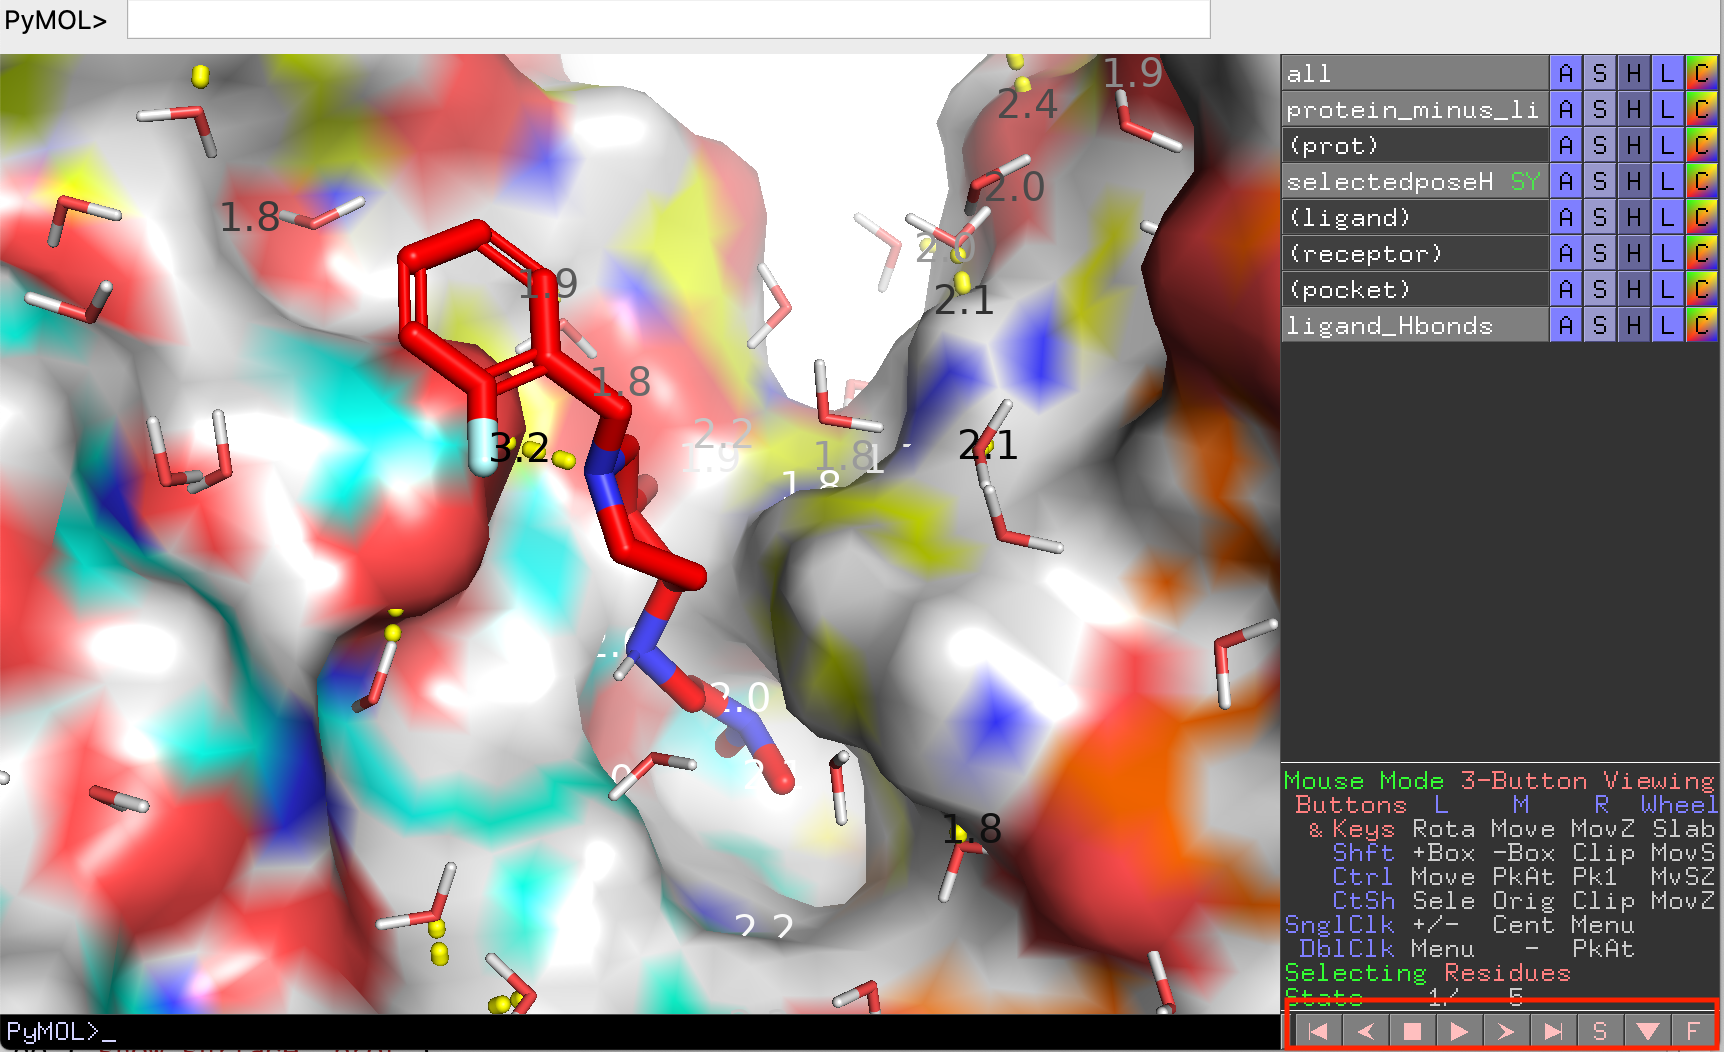 PyMOL>
1.9
2.4
2.0
1.8
2.0
2.1
1.9
1.8
2.2
2.1
3.2
1.9
1.8
1.8
2.0
1.8
2.2
PyMOL>_
all A S H L C
protein_minus_li A S H L C
(prot) A S H L C
selectedposeH SY A S H L C
(ligand) A S H L C
(receptor) A S H L C
(pocket) A S H L C
ligand_Hbonds A S H L C
Mouse Mode 3-Button Viewing
Buttons L M R Wheel
& Keys Rota Move MovZ Slab
Shft +Box -Box Clip MovS
Ctrl Move PkAt Pk1 MvSZ
CtSh Sele Orig Clip MovZ
SnglClk +/- Cent Menu
DblClk Menu - PkAt
Selecting Residues
State 1/ 5
S F